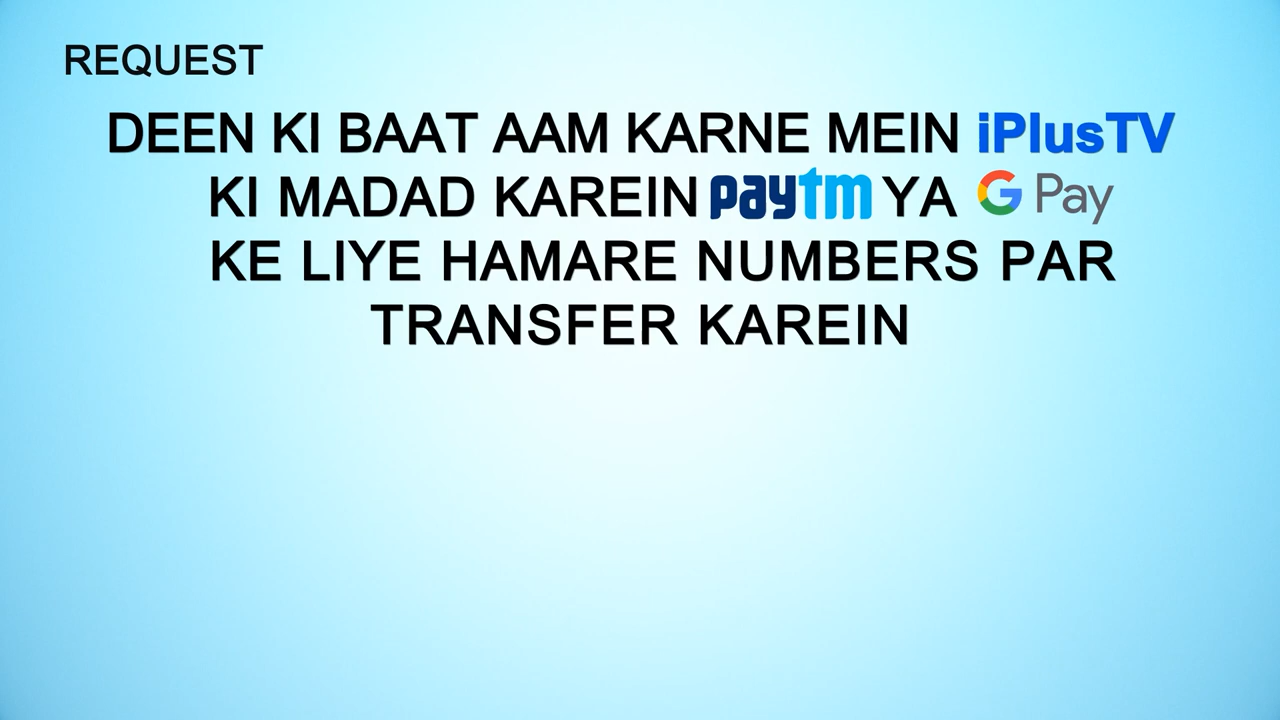 REQUEST
DEEN KI BAAT AAM KARNE MEIN iPlusTV
KI MADAD KAREIN paytm YA G Pay
KE LIYE HAMARE NUMBERS PAR
TRANSFER KAREIN